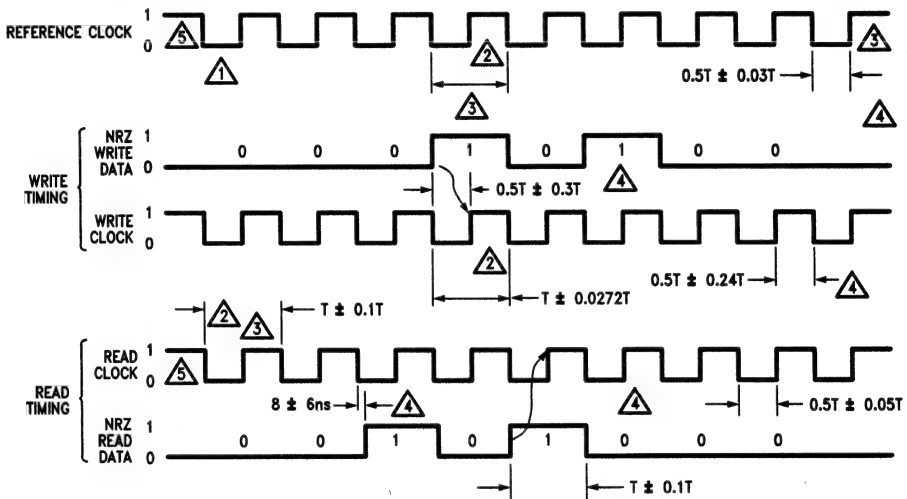 1
REFERENCE CLOCK 5
0
1
2
3
0.5T ± 0.03T
3
4
WRITE TIMING
NRZ WRITE DATA
1
0
0 0 0 1 0 1 0 0
4
0.5T ± 0.3T
WRITE CLOCK
1
0
2
T ± 0.0272T
0.5T ± 0.24T
4
2 3 T ± 0.1T
READ TIMING
READ CLOCK
1
0
5
8 ± 6ns
4
4
0.5T ± 0.05T
NRZ READ DATA
1
0
0 0 1 0 1 0 0 0
T ± 0.1T